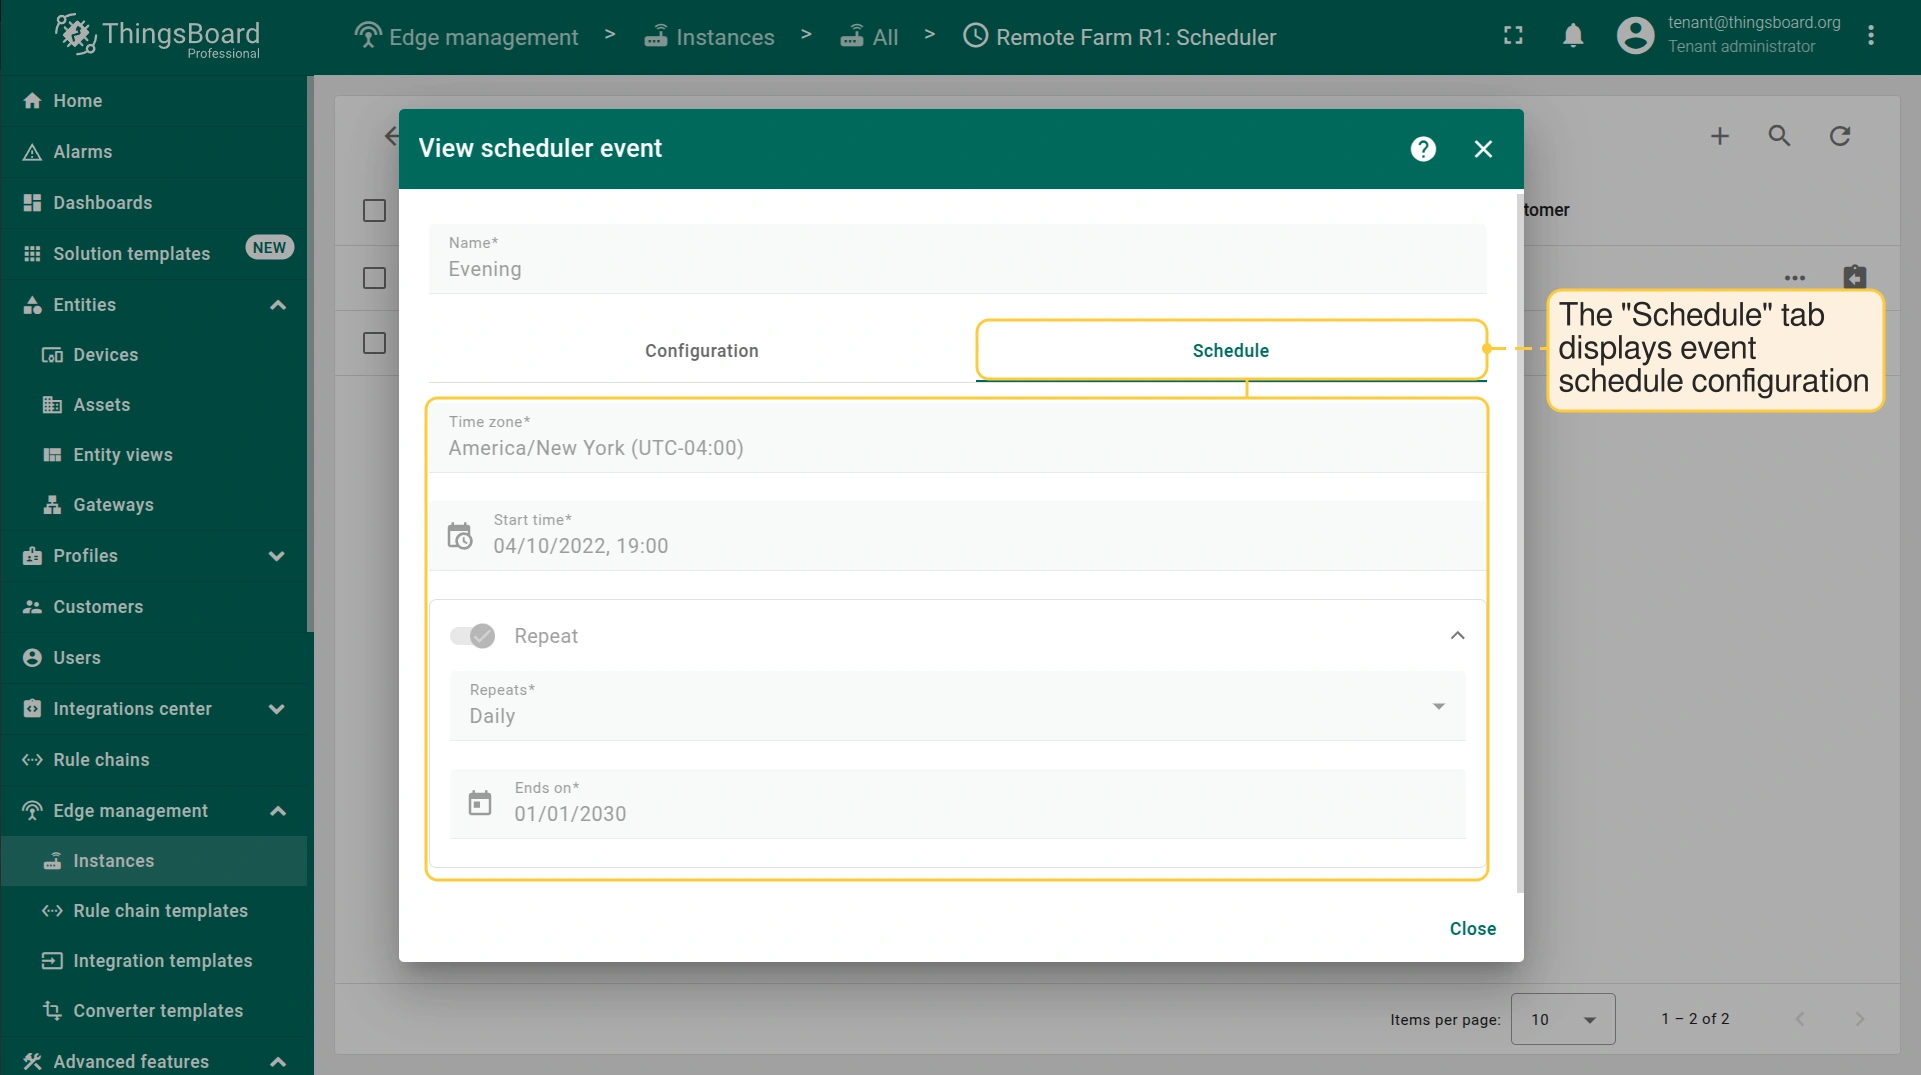 ThingsBoard
Professional
Edge management > Instances > All > Remote Farm R1: Scheduler
tenant@thingsboard.org
Tenant administrator
Home
Alarms
Dashboards
Solution templates NEW
Entities
Devices
Assets
Entity views
Gateways
Profiles
Customers
Users
Integrations center
Rule chains
Edge management
Instances
Rule chain templates
Integration templates
Converter templates
Advanced features
View scheduler event
tomer
Name*
Evening
Configuration
Schedule
The "Schedule" tab
displays event
schedule configuration
Time zone*
America/New York (UTC-04:00)
Start time*
04/10/2022, 19:00
Repeat
Repeats*
Daily
Ends on*
01/01/2030
Close
Items per page: 10 1 – 2 of 2